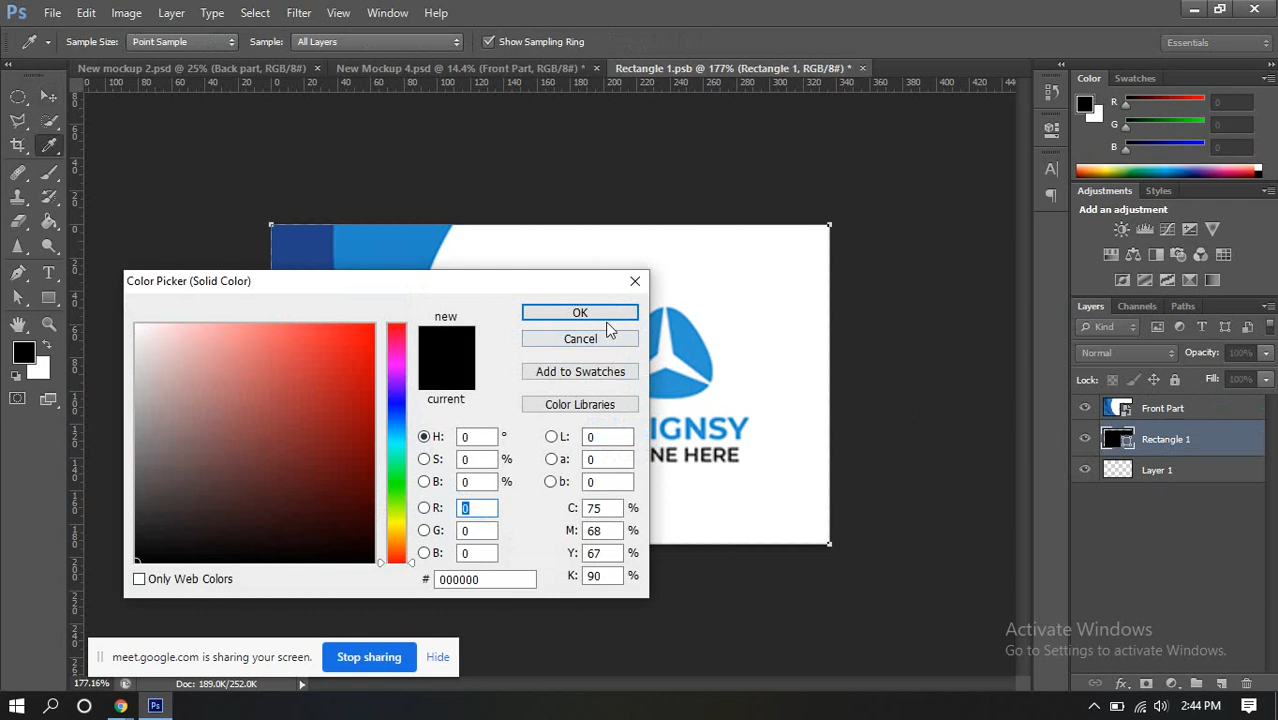 Ps File Edit Image Layer Type Select Filter 3D View Window Help
Sample Size: Point Sample Sample: All Layers Show Sampling Ring Essentials
New mockup 2.psd @ 25% (Back part, RGB/8#) × New Mockup 4.psd @ 14.4% (Front Part, RGB/8#) * × Rectangle 1.psb @ 177% (Rectangle 1, RGB/8#) * ×
Color Swatches
R 0
G 0
B 0
Adjustments Styles
Add an adjustment
Color Picker (Solid Color)
new
current
OK
Cancel
Add to Swatches
Color Libraries
H: 0 °
S: 0 %
B: 0 %
R: 0
G: 0
B: 0
# 000000
L: 0
a: 0
b: 0
C: 75 %
M: 68 %
Y: 67 %
K: 90 %
Only Web Colors
IGNSY
NE HERE
Layers Channels Paths
Kind
Normal Opacity: 100%
Lock: Fill: 100%
Front Part
Rectangle 1
Layer 1
Activate Windows
Go to Settings to activate Windows.
meet.google.com is sharing your screen. Stop sharing Hide
177.16% Doc: 189.0K/252.0K
Ps 2:44 PM